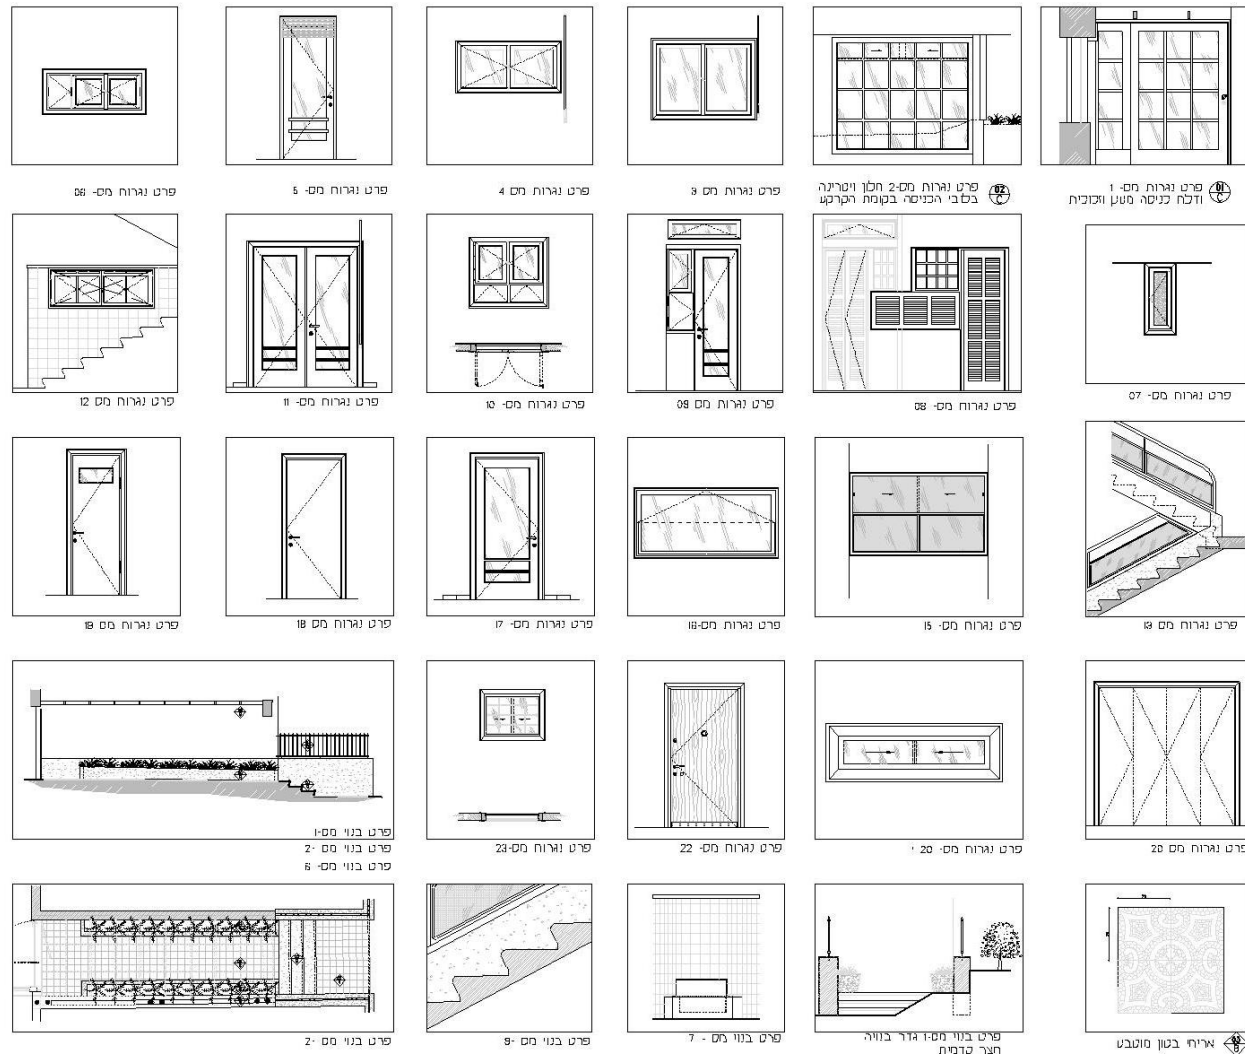 פרט נגרות מס- 1
ודלת כניסה מעץ וזכוכית
01
C
פרט נגרות מס-2 חלון ויטרינה
בלובי הכניסה בקומת הקרקע
02
C
פרט נגרות מס 3
פרט נגרות מס 4
פרט נגרות מס- 5
פרט נגרות מס- 06
פרט נגרות מס- 07
פרט נגרות מס- 08
פרט נגרות מס 09
פרט נגרות מס- 10
פרט נגרות מס- 11
פרט נגרות מס 12
פרט נגרות מס
פרט נגרות מס- 15
פרט נגרות מס-16
פרט נגרות מס- 17
פרט נגרות מס 18
פרט נגרות מס 19
פרט נגרות מס 20
פרט נגרות מס- 20 '
פרט נגרות מס- 22
פרט נגרות מס-23
פרט בנוי מס-1
פרט בנוי מס -2
פרט בנוי מס- 6
אריחי בטון מוטבע
פרט בנוי מס-1 גדר בנויה
חצר קדמית
פרט בנוי מס - 7
פרט בנוי מס -9
פרט בנוי מס -2